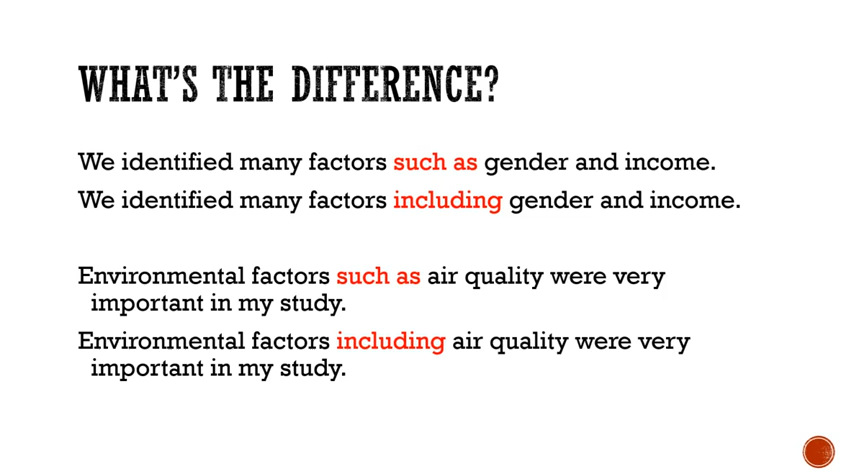 WHAT'S THE DIFFERENCE?
We identified many factors such as gender and income.
We identified many factors including gender and income.
Environmental factors such as air quality were very
important in my study.
Environmental factors including air quality were very
important in my study.